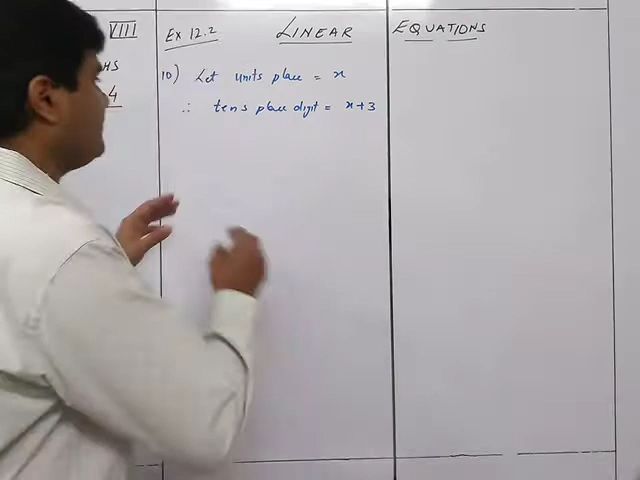 VIII
HS
4
Ex 12.2
LINEAR EQUATIONS
10) Let units place = x
∴ tens place digit = x+3